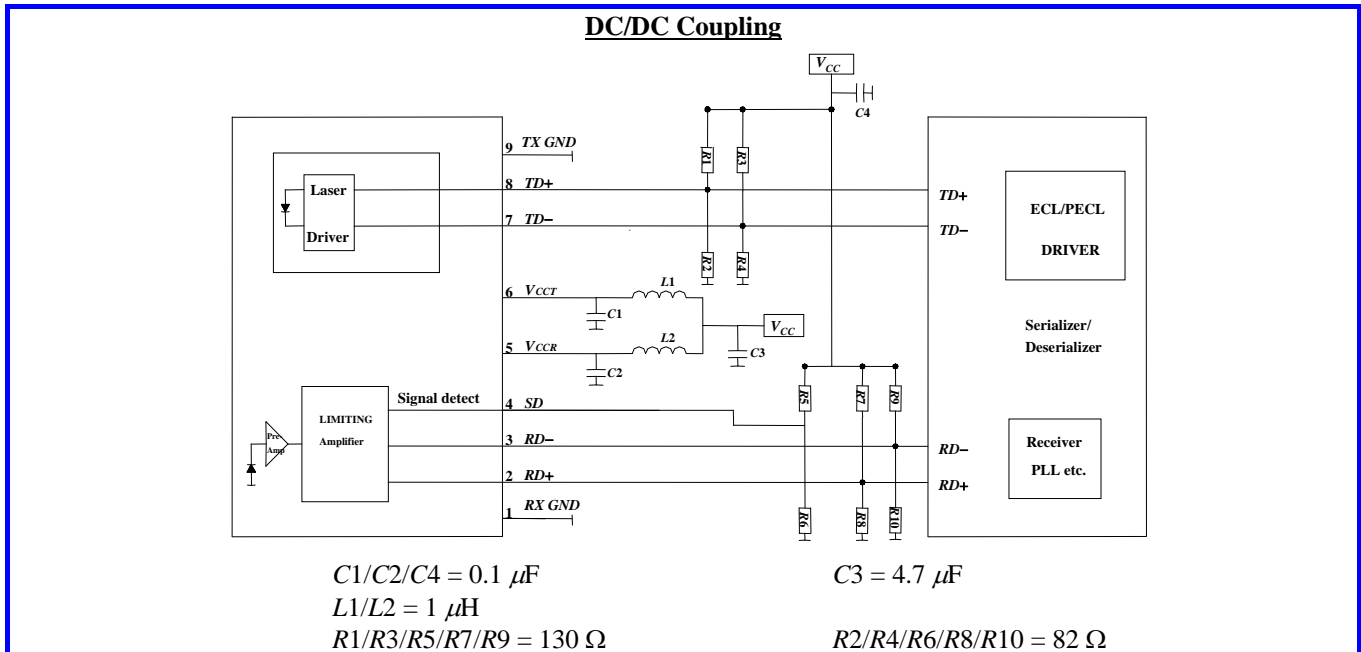 DC/DC Coupling
VCC
C4
9 TX GND
R1
R3
Laser
Driver
8 TD+
TD+
7 TD−
TD−
ECL/PECL
DRIVER
R2
R4
6 VCCT
L1
C1
VCC
5 VCCR
L2
C2
C3
Serializer/
Deserializer
R5
R7
R9
Signal detect
4 SD
LIMITING
Amplifier
Pre
Amp
3 RD−
RD−
2 RD+
RD+
Receiver
PLL etc.
1 RX GND
R6
R8
R10
C1/C2/C4 = 0.1 μF
C3 = 4.7 μF
L1/L2 = 1 μH
R1/R3/R5/R7/R9 = 130 Ω
R2/R4/R6/R8/R10 = 82 Ω